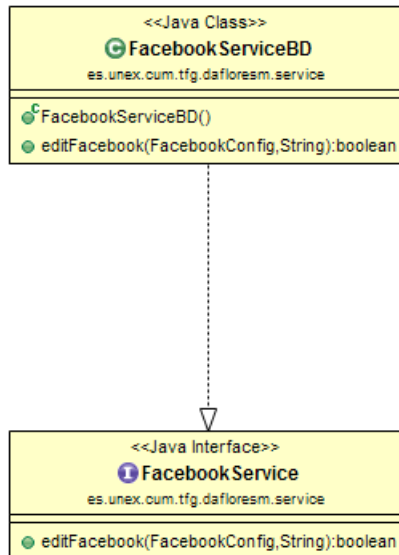 <<Java Class>>
C FacebookServiceBD
es.unex.cum.tfg.dafloresm.service
C FacebookServiceBD()
editFacebook(FacebookConfig,String):boolean
<<Java Interface>>
I FacebookService
es.unex.cum.tfg.dafloresm.service
editFacebook(FacebookConfig,String):boolean